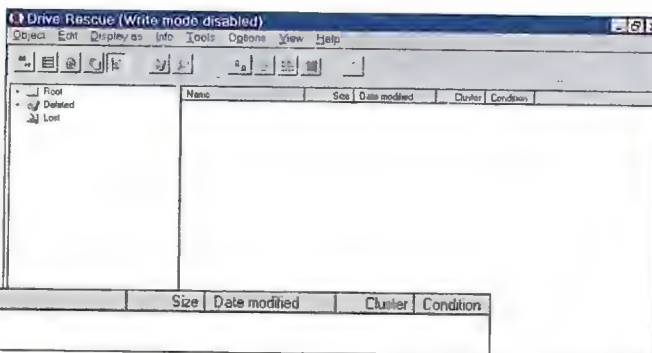 Drive Rescue (Write mode disabled)
Object Edit Display as Info Tools Options View Help
Name Size Date modified Cluster Condition
Root
Deleted
Lost
Size Date modified Cluster Condition